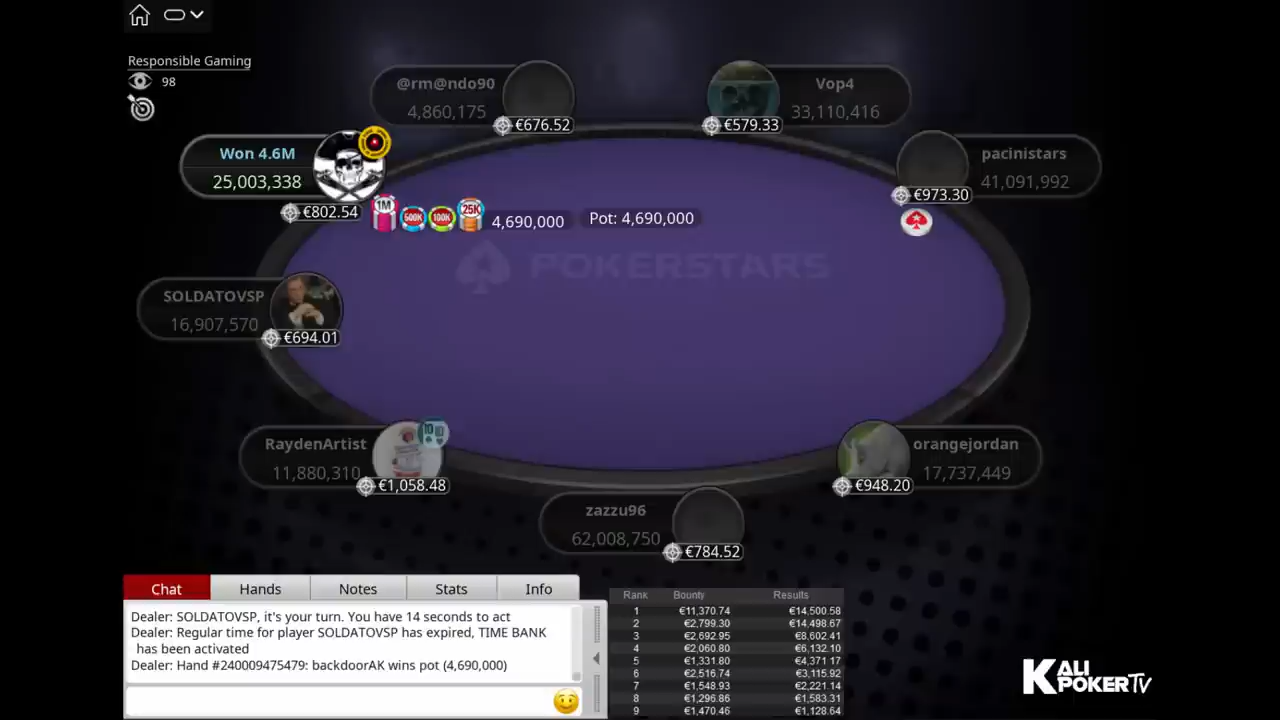 Responsible Gaming
98
@rm@ndo90
4,860,175
€676.52
Vop4
33,110,416
€579.33
Won 4.6M
25,003,338
€802.54
pacinistars
41,091,992
€973.30
1M
500K
100K
25K
4,690,000
Pot: 4,690,000
POKERSTARS
SOLDATOVSP
16,907,570
€694.01
RaydenArtist
11,880,310
€1,058.48
orangejordan
17,737,449
€948.20
zazzu96
62,008,750
€784.52
Chat Hands Notes Stats Info
Dealer: SOLDATOVSP, it's your turn. You have 14 seconds to act
Dealer: Regular time for player SOLDATOVSP has expired, TIME BANK
has been activated
Dealer: Hand #240009475479: backdoorAK wins pot (4,690,000)
Rank Bounty Results
1 €11,370.74 €14,500.58
2 €2,799.30 €14,498.67
3 €2,692.95 €8,602.41
4 €2,060.80 €6,132.10
5 €1,331.80 €4,371.17
6 €2,516.74 €3,115.92
7 €1,548.93 €2,221.14
8 €1,296.86 €1,583.31
9 €1,470.46 €1,128.64
KALI
POKERTV